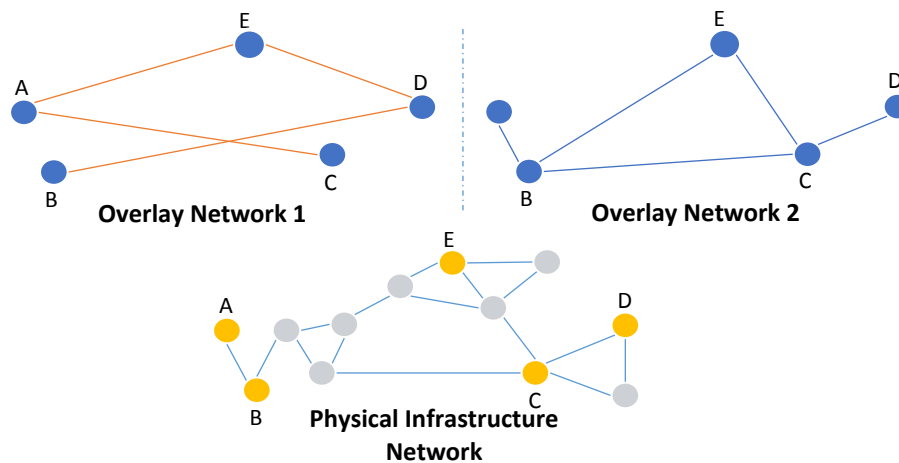 E
A
D
B
C
Overlay Network 1
E
D
B
C
Overlay Network 2
E
A
D
B
C
Physical Infrastructure
Network